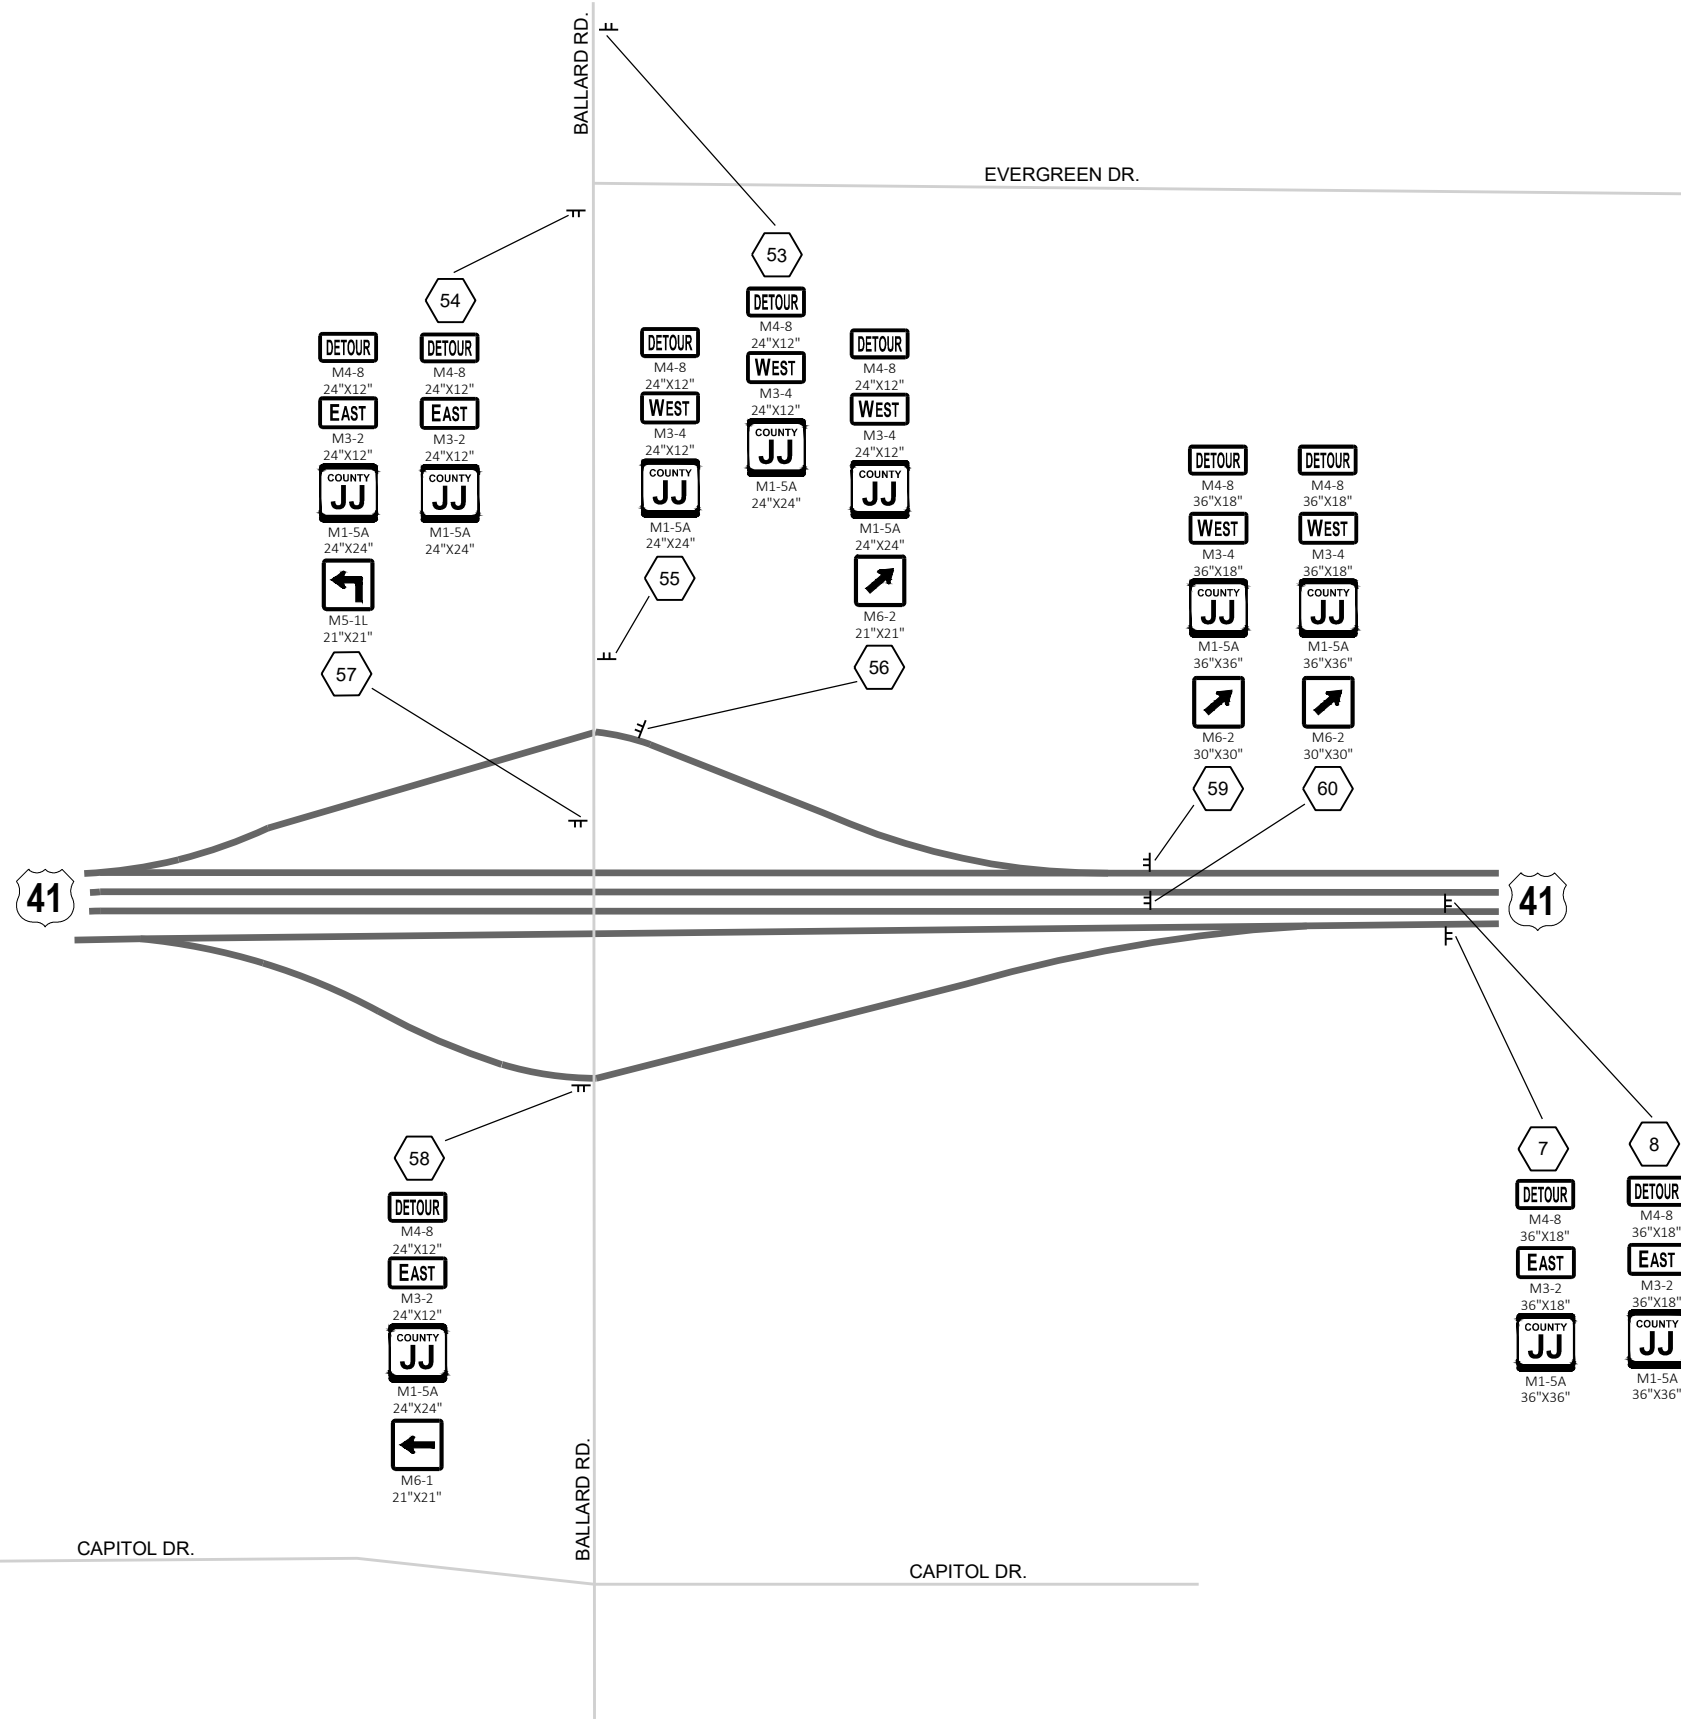 BALLARD RD.
EVERGREEN DR.
53
DETOUR
M4-8
24"X12"
WEST
M3-4
24"X12"
COUNTY
JJ
M1-5A
24"X24"
54
DETOUR
M4-8
24"X12"
EAST
M3-2
24"X12"
COUNTY
JJ
M1-5A
24"X24"
DETOUR
M4-8
24"X12"
EAST
M3-2
24"X12"
COUNTY
JJ
M1-5A
24"X24"
M5-1L
21"X21"
57
DETOUR
M4-8
24"X12"
WEST
M3-4
24"X12"
COUNTY
JJ
M1-5A
24"X24"
55
DETOUR
M4-8
24"X12"
WEST
M3-4
24"X12"
COUNTY
JJ
M1-5A
24"X24"
M6-2
21"X21"
56
DETOUR
M4-8
36"X18"
WEST
M3-4
36"X18"
COUNTY
JJ
M1-5A
36"X36"
M6-2
30"X30"
59
DETOUR
M4-8
36"X18"
WEST
M3-4
36"X18"
COUNTY
JJ
M1-5A
36"X36"
M6-2
30"X30"
60
41
41
58
DETOUR
M4-8
24"X12"
EAST
M3-2
24"X12"
COUNTY
JJ
M1-5A
24"X24"
M6-1
21"X21"
7
DETOUR
M4-8
36"X18"
EAST
M3-2
36"X18"
COUNTY
JJ
M1-5A
36"X36"
8
DETOUR
M4-8
36"X18"
EAST
M3-2
36"X18"
COUNTY
JJ
M1-5A
36"X36"
BALLARD RD.
CAPITOL DR.
CAPITOL DR.